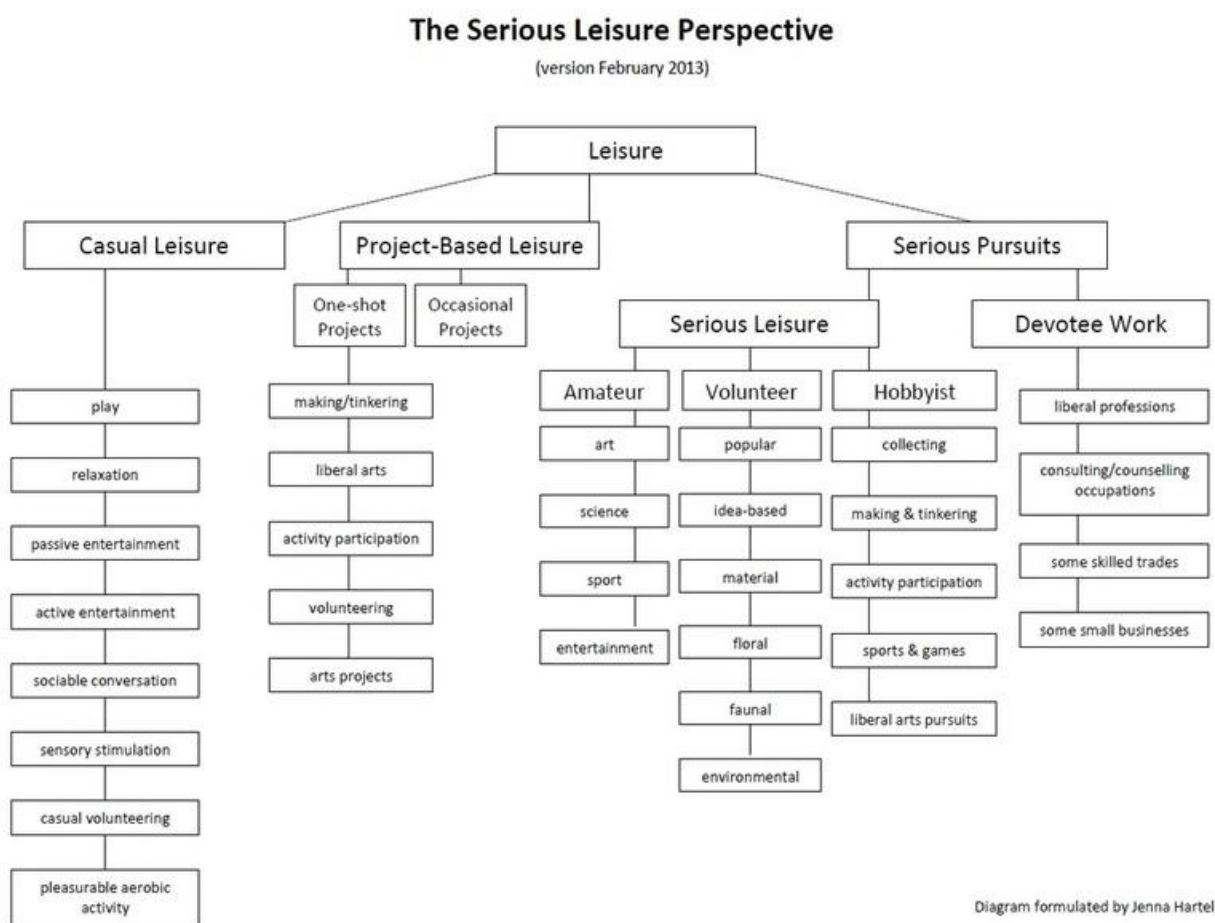 The Serious Leisure Perspective
(version February 2013)
Leisure
Casual Leisure
play
relaxation
passive entertainment
active entertainment
sociable conversation
sensory stimulation
casual volunteering
pleasurable aerobic
activity
Project-Based Leisure
One-shot
Projects
making/tinkering
liberal arts
activity participation
volunteering
arts projects
Occasional
Projects
Serious Pursuits
Serious Leisure
Amateur
art
science
sport
entertainment
Volunteer
popular
idea-based
material
floral
faunal
environmental
Hobbyist
collecting
making & tinkering
activity participation
sports & games
liberal arts pursuits
Devotee Work
liberal professions
consulting/counselling
occupations
some skilled trades
some small businesses
Diagram formulated by Jenna Hartel